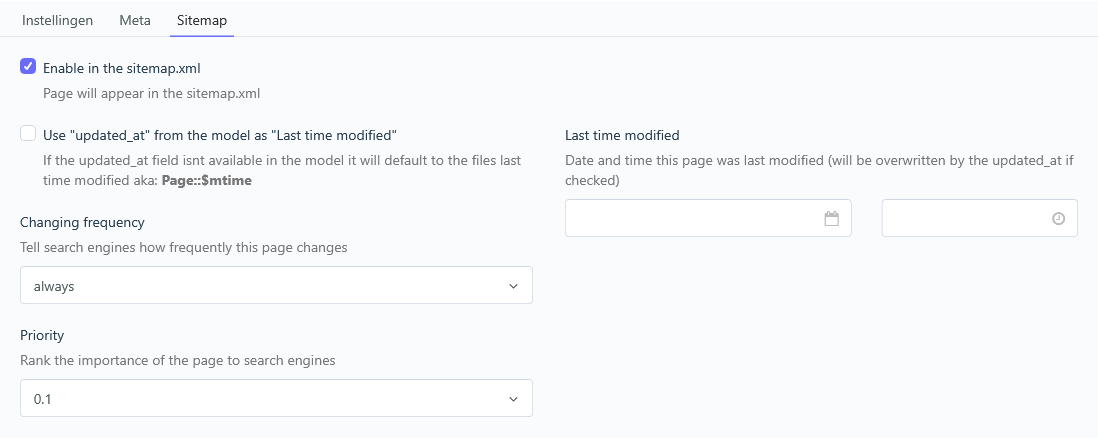 Instellingen Meta Sitemap
Enable in the sitemap.xml
Page will appear in the sitemap.xml
Use "updated_at" from the model as "Last time modified"
If the updated_at field isnt available in the model it will default to the files last
time modified aka: Page::$mtime
Last time modified
Date and time this page was last modified (will be overwritten by the updated_at if
checked)
Changing frequency
Tell search engines how frequently this page changes
always
Priority
Rank the importance of the page to search engines
0.1